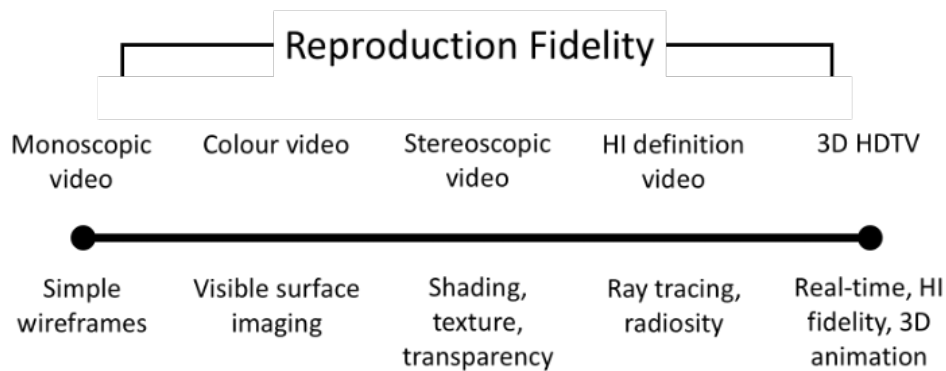 Reproduction Fidelity
Monoscopic video
Colour video
Stereoscopic video
HI definition video
3D HDTV
Simple wireframes
Visible surface imaging
Shading, texture, transparency
Ray tracing, radiosity
Real-time, HI fidelity, 3D animation